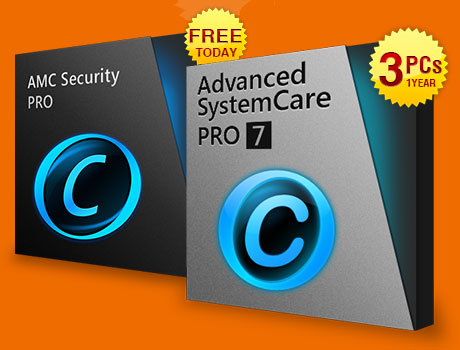 AMC Security
PRO
C
FREE
TODAY
Advanced
SystemCare
PRO 7
C
3 PCs
1YEAR